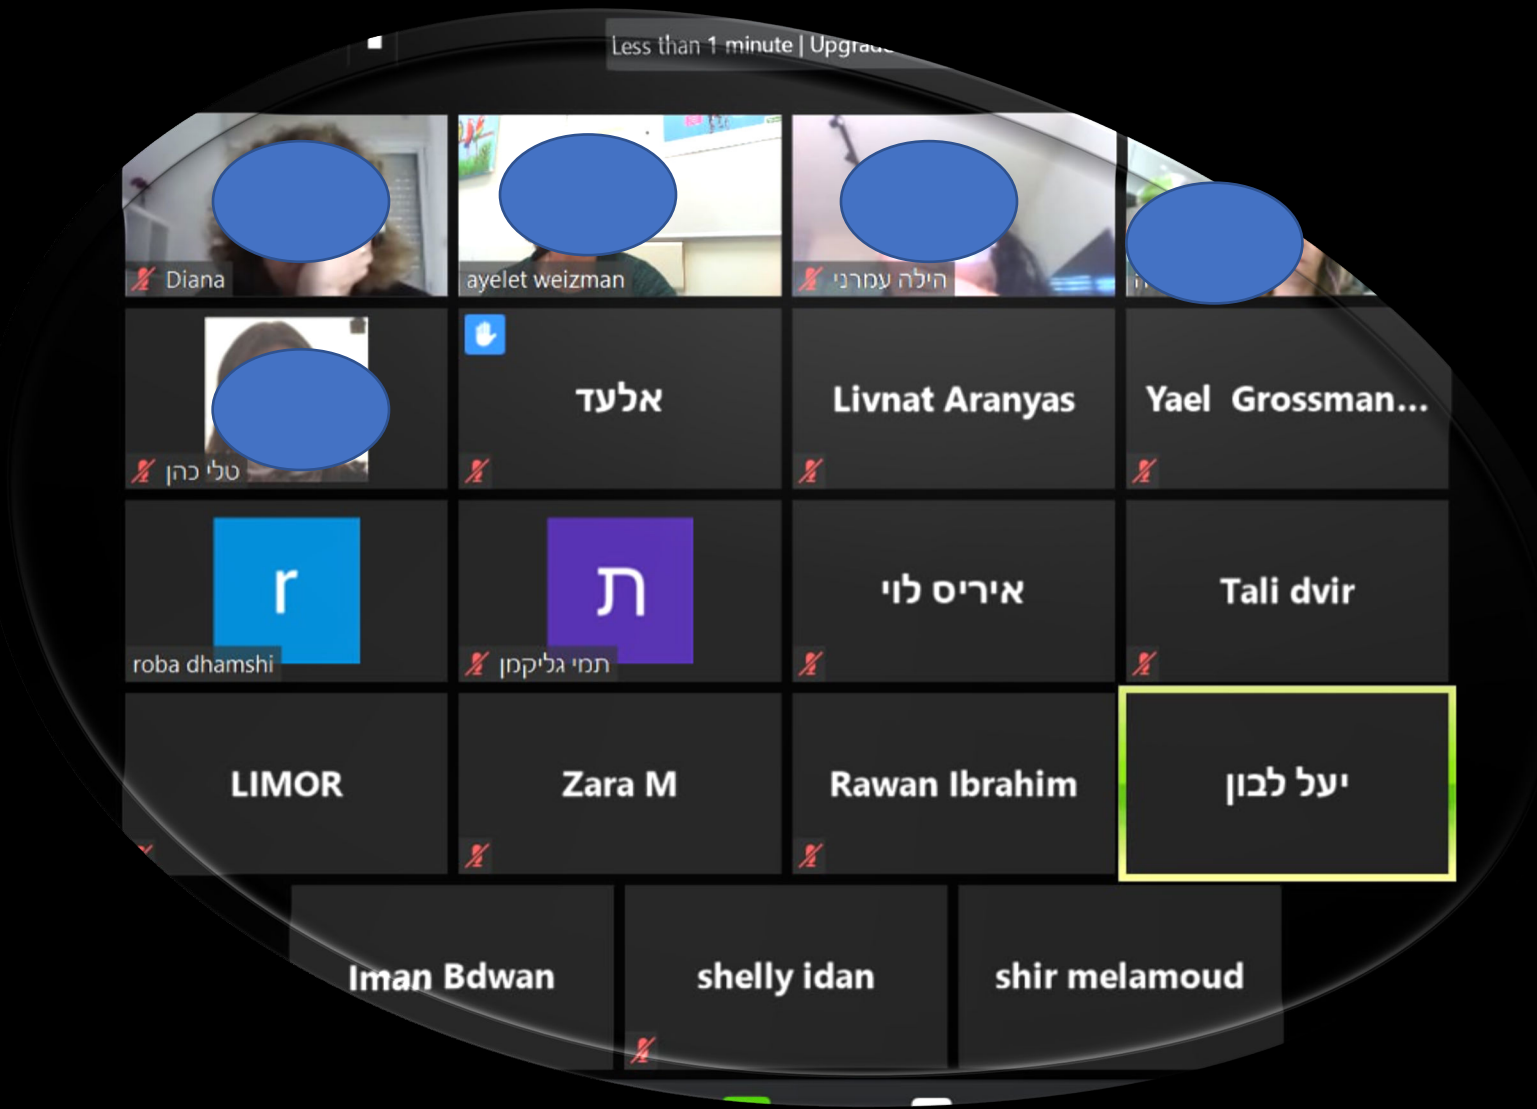 Less than 1 minute | Upgrade
Diana
ayelet weizman
הילה עמרני
טלי כהן
אלעד
Livnat Aranyas
Yael Grossman...
r
roba dhamshi
ת
תמי גליקמן
איריס לוי
Tali dvir
LIMOR
Zara M
Rawan Ibrahim
יעל לבון
Iman Bdwan
shelly idan
shir melamoud